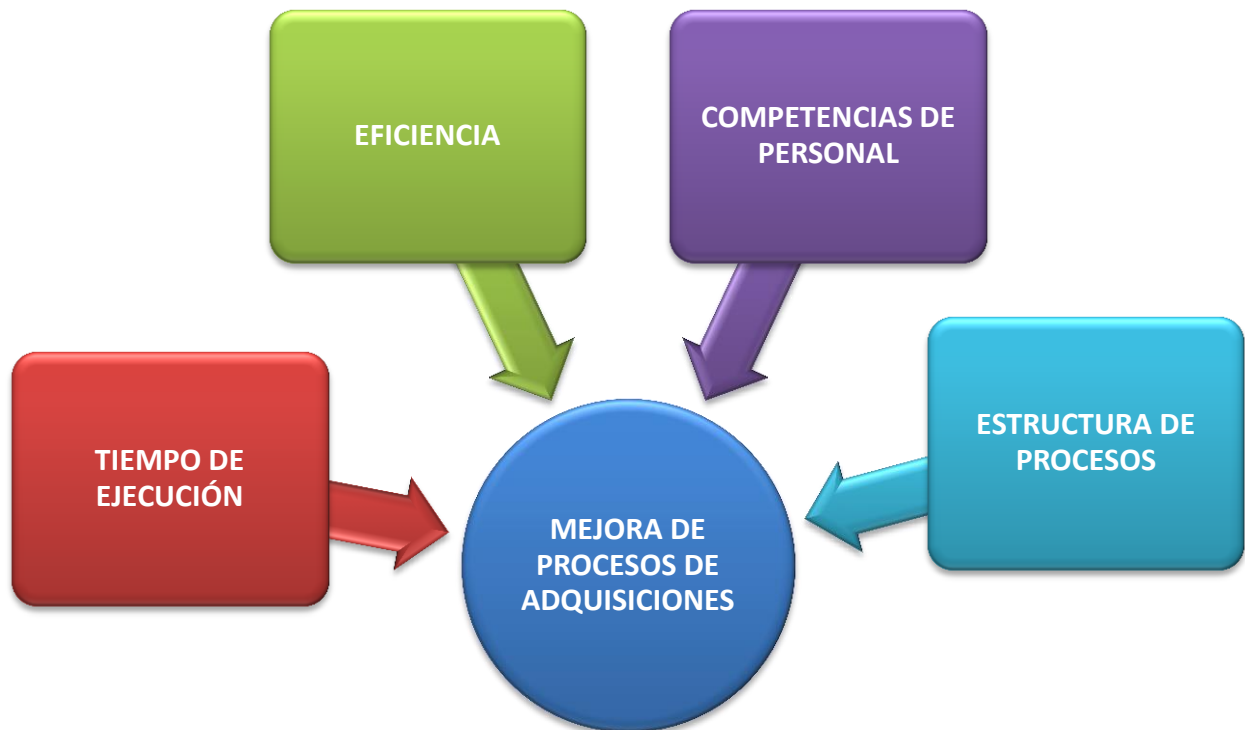 EFICIENCIA
COMPETENCIAS DE
PERSONAL
TIEMPO DE
EJECUCIÓN
ESTRUCTURA DE
PROCESOS
MEJORA DE
PROCESOS DE
ADQUISICIONES